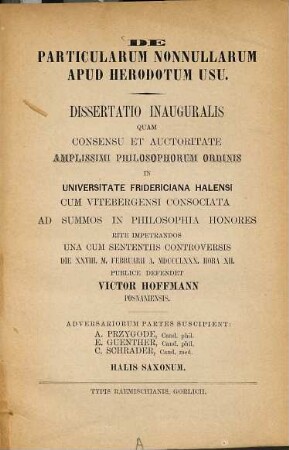 DE
PARTICULARUM NONNULLARUM
APUD HERODOTUM USU.
DISSERTATIO INAUGURALIS
QUAM
CONSENSU ET AUCTORITATE
AMPLISSIMI PHILOSOPHORUM ORDINIS
IN
UNIVERSITATE FRIDERICIANA HALENSI
CUM VITEBERGENSI CONSOCIATA
AD SUMMOS IN PHILOSOPHIA HONORES
RITE IMPETRANDOS
UNA CUM SENTENTIIS CONTROVERSIS
DIE XXVIII. M. FEBRUARII A. MDCCCLXXX. HORA XII.
PUBLICE DEFENDET
VICTOR HOFFMANN
POSNANIENSIS.
ADVERSARIORUM PARTES SUSCIPIENT:
A. PRZYGODE, Cand. phil.
E. GUENTHER, Cand. phil.
C. SCHRADER, Cand. med.
HALIS SAXONUM.
TYPIS RAEMISCHIANIS, GORLICII.
A